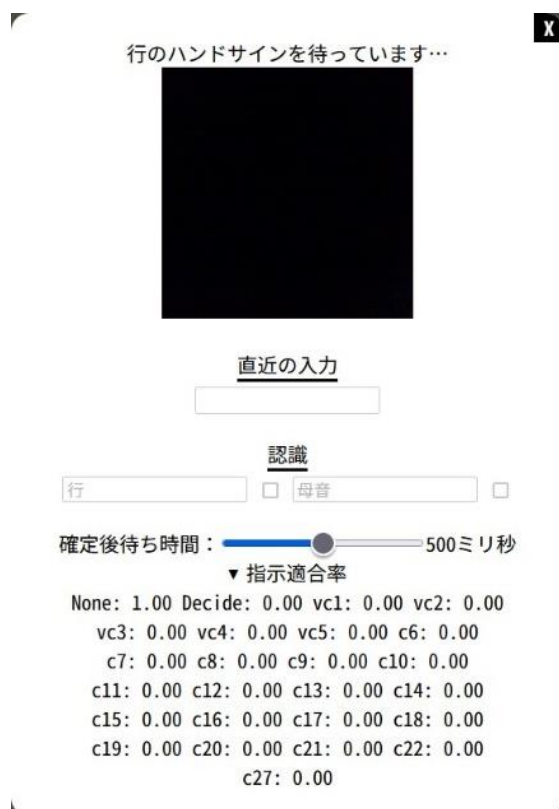 X
行のハンドサインを待っています…
直近の入力
認識
行 母音
確定後待ち時間： 500ミリ秒
▼ 指示適合率
None: 1.00 Decide: 0.00 vc1: 0.00 vc2: 0.00
vc3: 0.00 vc4: 0.00 vc5: 0.00 c6: 0.00
c7: 0.00 c8: 0.00 c9: 0.00 c10: 0.00
c11: 0.00 c12: 0.00 c13: 0.00 c14: 0.00
c15: 0.00 c16: 0.00 c17: 0.00 c18: 0.00
c19: 0.00 c20: 0.00 c21: 0.00 c22: 0.00
c27: 0.00